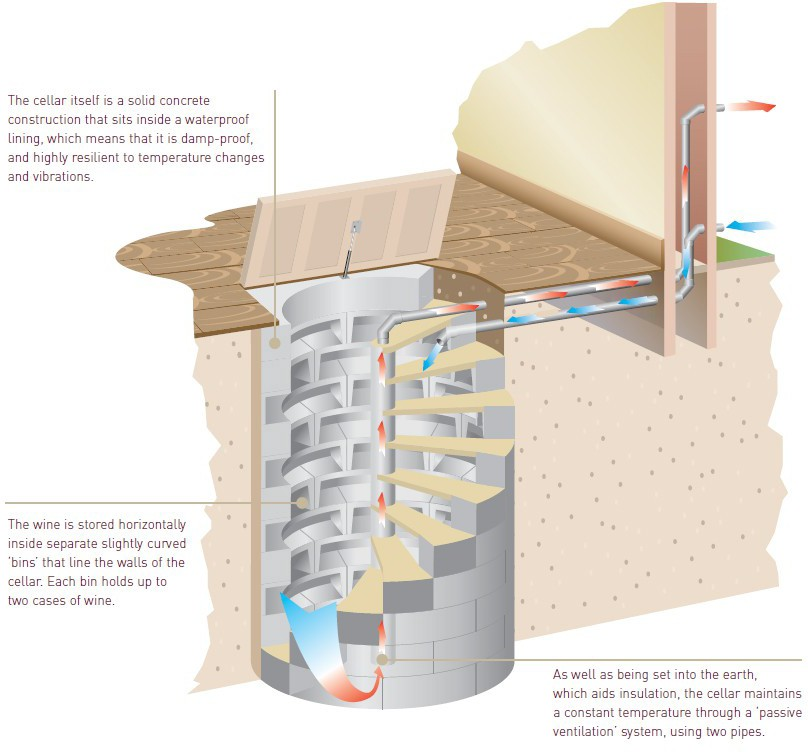 The cellar itself is a solid concrete
construction that sits inside a waterproof
lining, which means that it is damp-proof,
and highly resilient to temperature changes
and vibrations.
The wine is stored horizontally
inside separate slightly curved
‘bins’ that line the walls of the
cellar. Each bin holds up to
two cases of wine.
As well as being set into the earth,
which aids insulation, the cellar maintains
a constant temperature through a ‘passive
ventilation’ system, using two pipes.